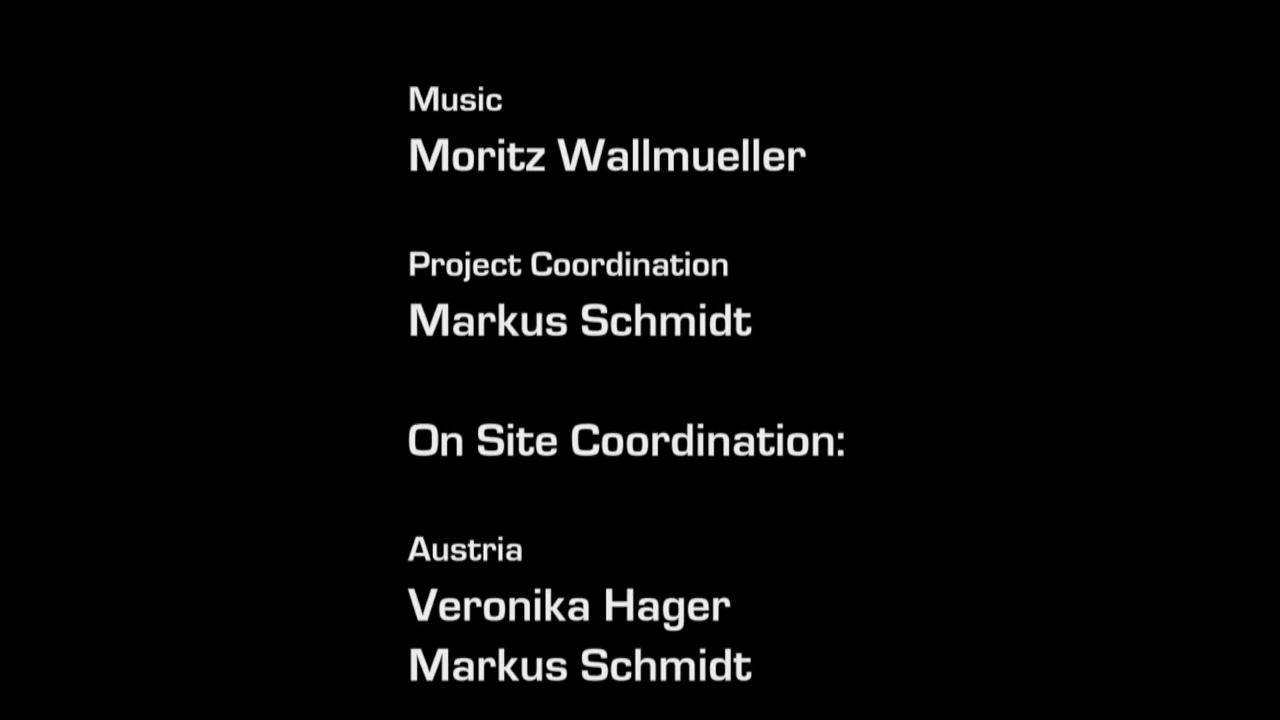 Music
Moritz Wallmueller
Project Coordination
Markus Schmidt
On Site Coordination:
Austria
Veronika Hager
Markus Schmidt